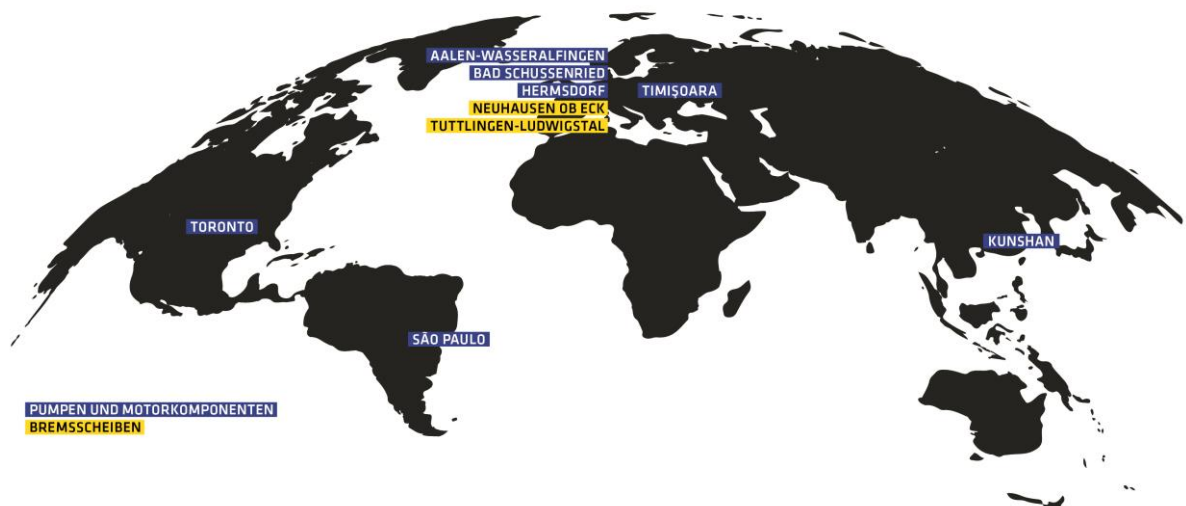 AALEN-WASSERALFINGEN
BAD SCHUSSENRIED
HERMSDORF
TIMIŞOARA
NEUHAUSEN OB ECK
TUTTLINGEN-LUDWIGSTAL
TORONTO
KUNSHAN
SÃO PAULO
PUMPEN UND MOTORKOMPONENTEN
BREMSSCHEIBEN